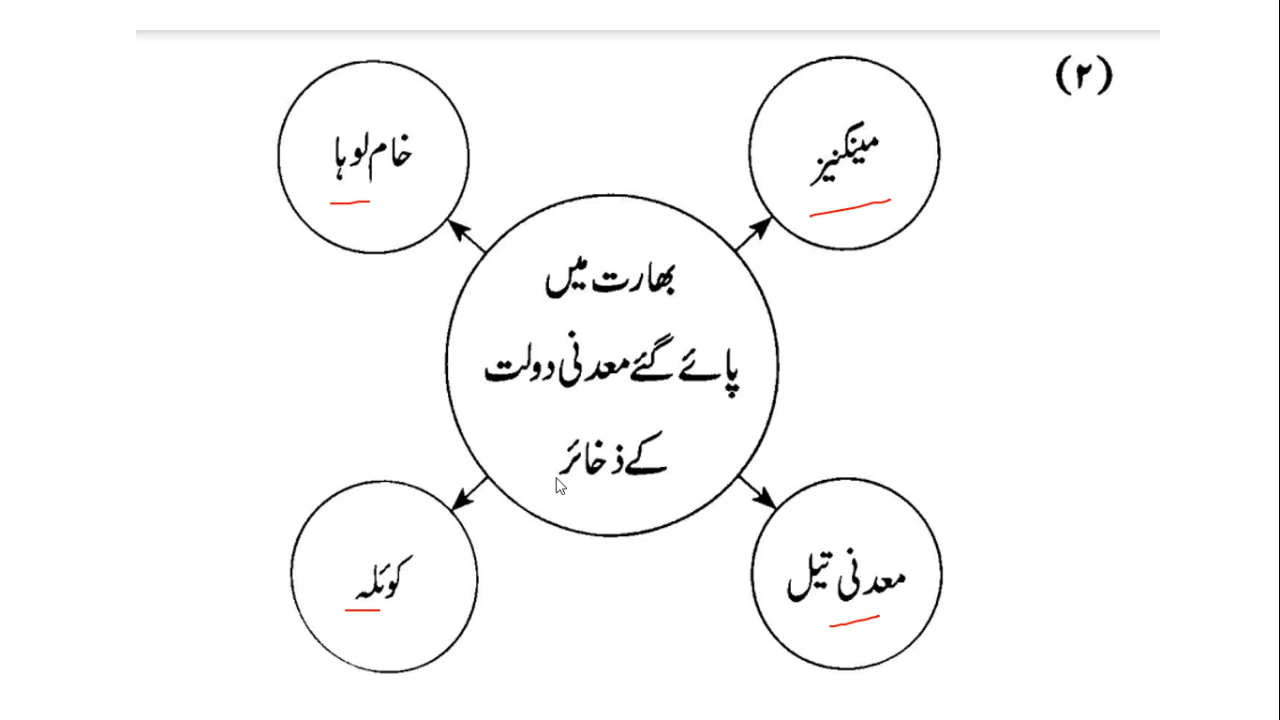 (۲)
مینگنیز
خام لوہا
بھارت میں
پائے گئے معدنی دولت
کے ذخائر
معدنی تیل
کوئلہ